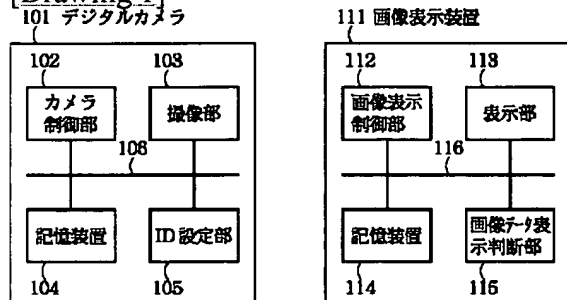 [Drawing 1]
101 デジタルカメラ
102
103
カメラ
制御部
撮像部
106
記憶装置
ID 設定部
104
105
111 画像表示装置
112
113
画像表示
制御部
表示部
116
記憶装置
画像データ表
示判断部
114
115